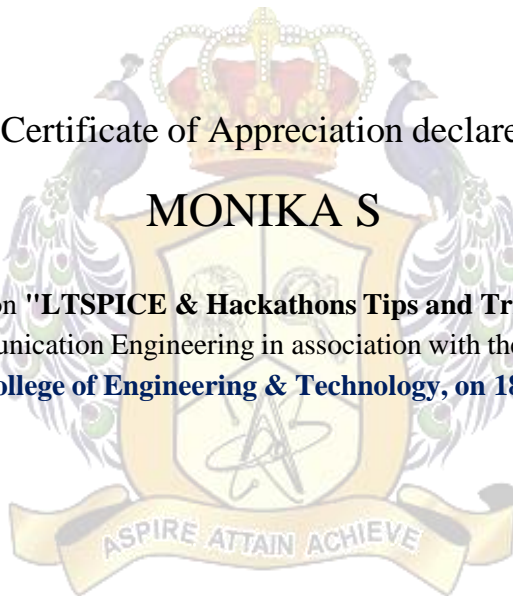 Certificate of Appreciation declare
MONIKA S
on "LTSPICE & Hackathons Tips and Tr
unication Engineering in association with the
ollege of Engineering & Technology, on 18
ASPIRE ATTAIN ACHIEVE